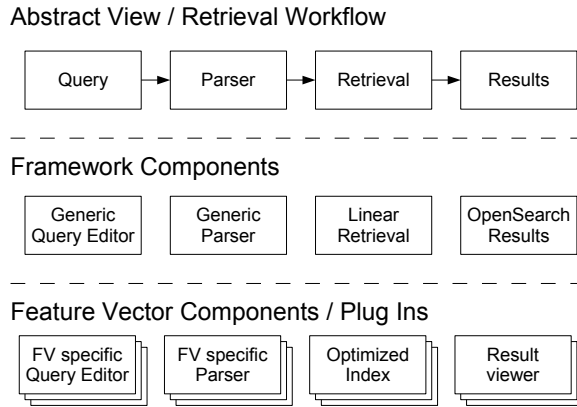 Abstract View / Retrieval Workflow
Query
Parser
Retrieval
Results
Framework Components
Generic
Query Editor
Generic
Parser
Linear
Retrieval
OpenSearch
Results
Feature Vector Components / Plug Ins
FV specific
Query Editor
FV specific
Parser
Optimized
Index
Result
viewer